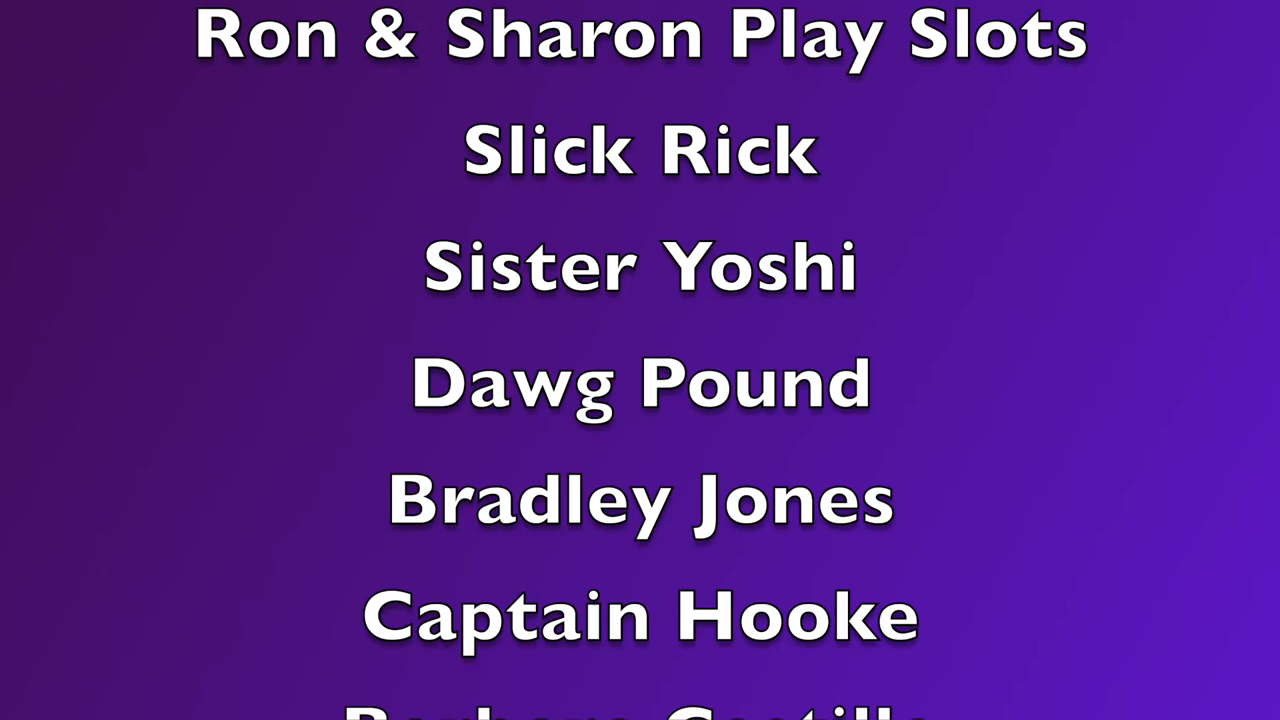 Ron & Sharon Play Slots
Slick Rick
Sister Yoshi
Dawg Pound
Bradley Jones
Captain Hooke